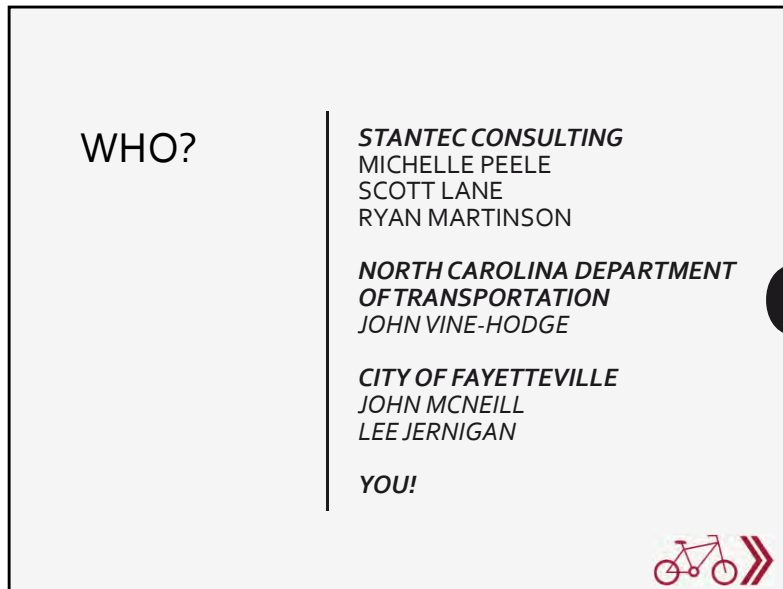 WHO?
STANTEC CONSULTING
MICHELLE PEELE
SCOTT LANE
RYAN MARTINSON
NORTH CAROLINA DEPARTMENT
OF TRANSPORTATION
JOHN VINE-HODGE
CITY OF FAYETTEVILLE
JOHN MCNEILL
LEE JERNIGAN
YOU!